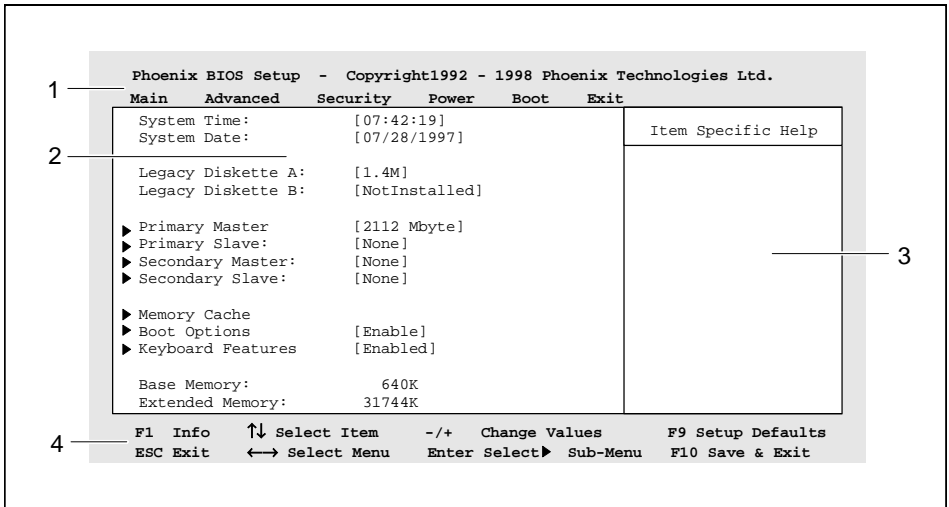 Phoenix BIOS Setup - Copyright1992 - 1998 Phoenix Technologies Ltd.
1
Main Advanced Security Power Boot Exit
System Time: [07:42:19]
Item Specific Help
System Date: [07/28/1997]
2
Legacy Diskette A: [1.4M]
Legacy Diskette B: [NotInstalled]
▶ Primary Master [2112 Mbyte]
▶ Primary Slave: [None]
▶ Secondary Master: [None]
3
▶ Secondary Slave: [None]
▶ Memory Cache
▶ Boot Options [Enable]
▶ Keyboard Features [Enabled]
Base Memory: 640K
Extended Memory: 31744K
4
F1 Info ↑↓ Select Item -/+ Change Values F9 Setup Defaults
ESC Exit ←→ Select Menu Enter Select▶ Sub-Menu F10 Save & Exit